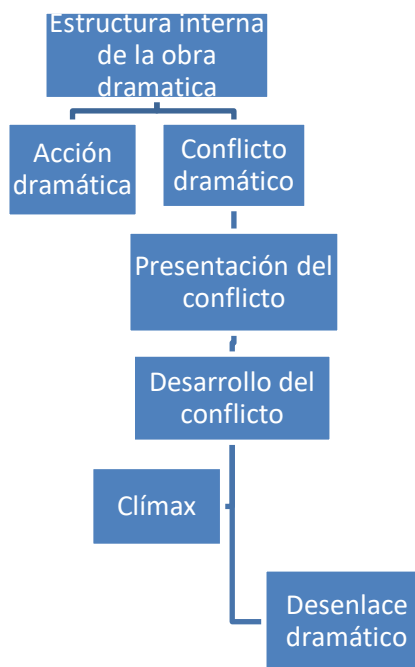 Estructura interna
de la obra
dramatica
Acción
dramática
Conflicto
dramático
Presentación del
conflicto
Desarrollo del
conflicto
Clímax
Desenlace
dramático